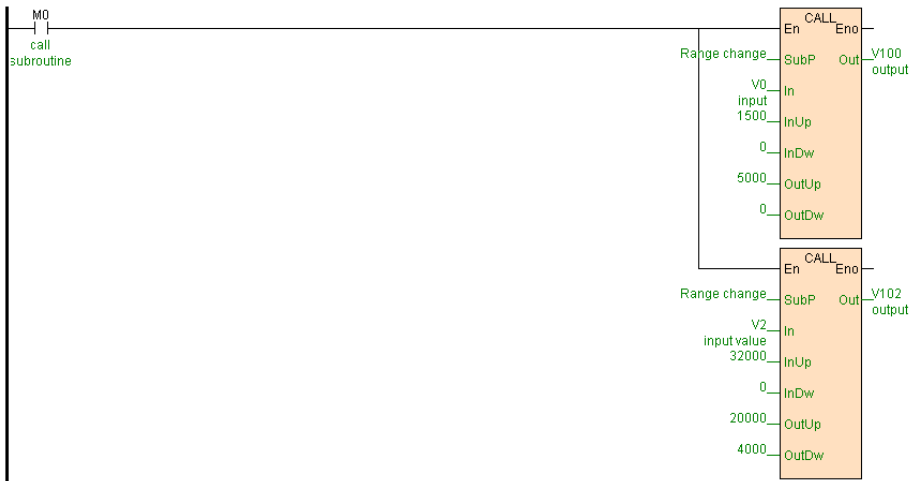 M0
call
subroutine
CALL
En Eno
Range change SubP Out V100
output
V0 In
input
1500 InUp
0 InDw
5000 OutUp
0 OutDw
CALL
En Eno
Range change SubP Out V102
output
V2 In
input value
32000 InUp
0 InDw
20000 OutUp
4000 OutDw